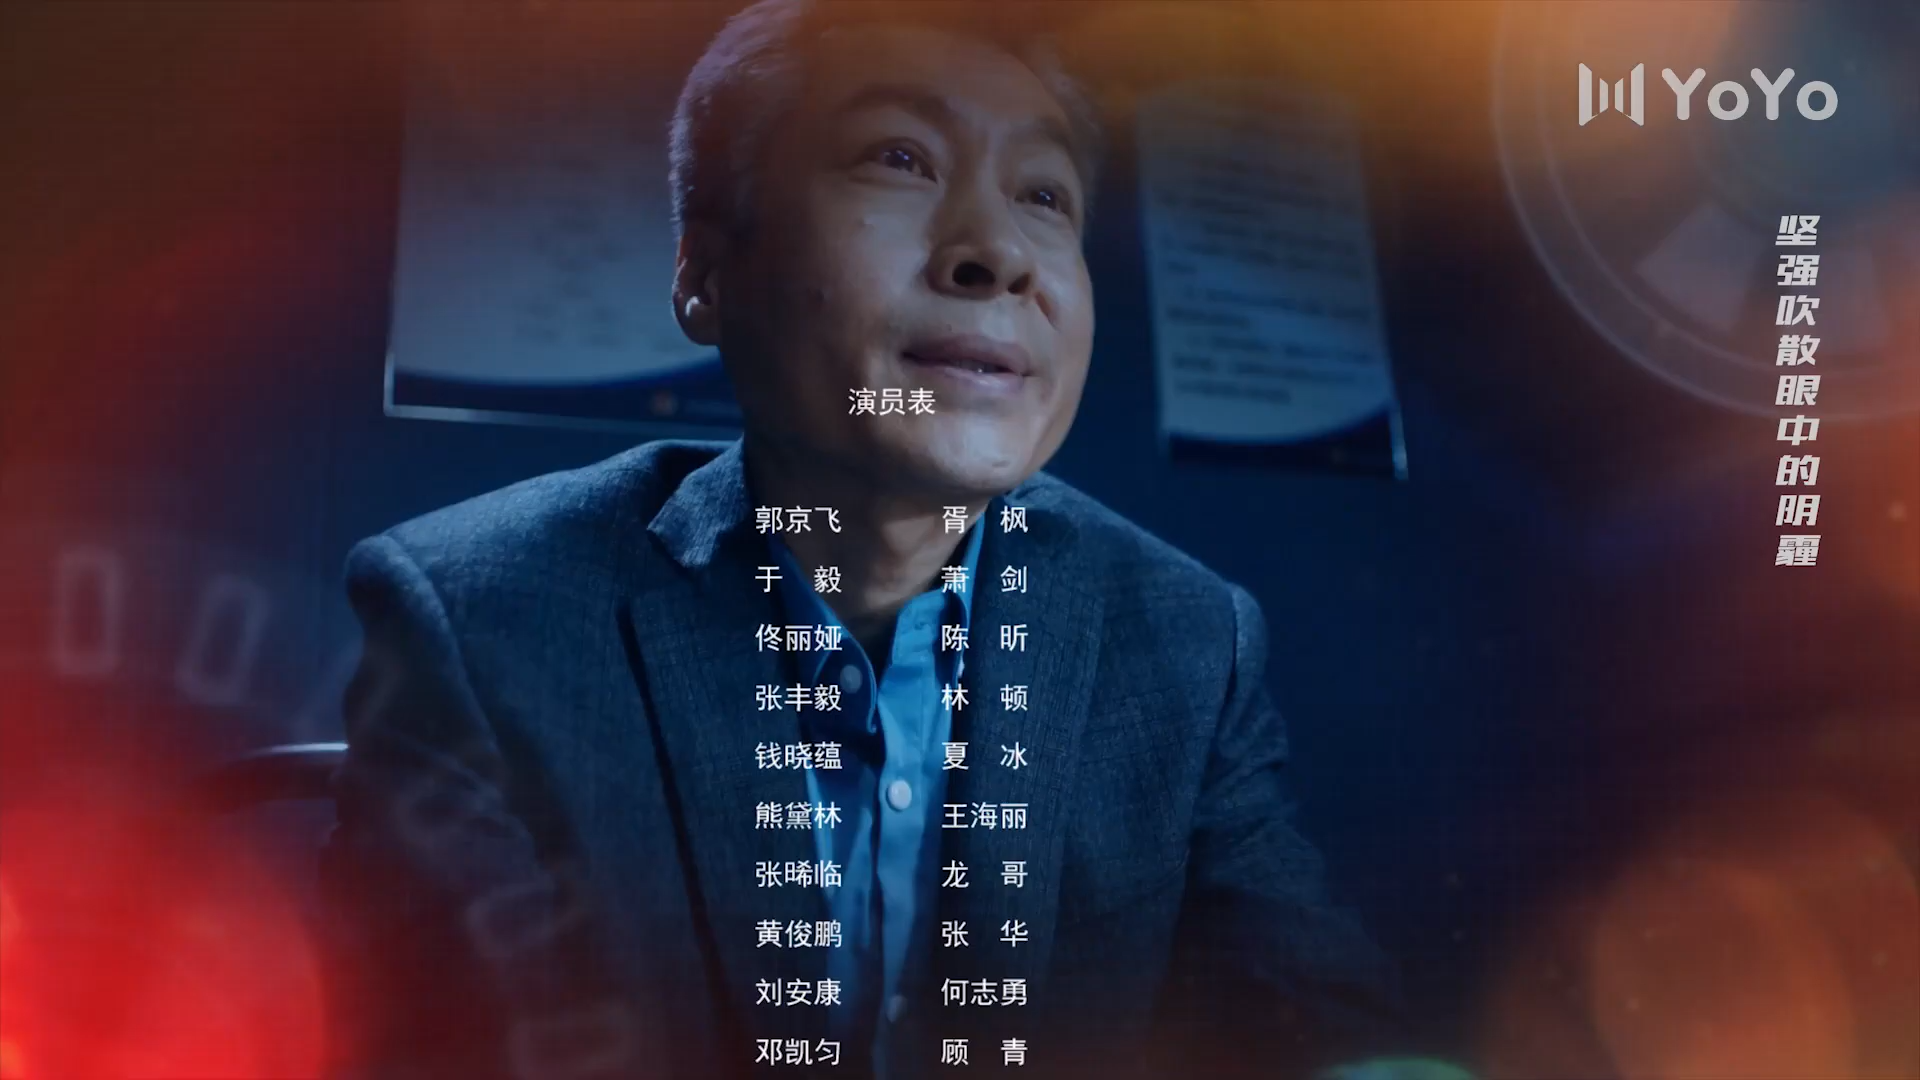 YoYo
坚强吹散眼中的阴霾
演员表
郭京飞 胥 枫
于 毅 萧 剑
佟丽娅 陈 昕
张丰毅 林 顿
钱晓蕴 夏 冰
熊黛林 王海丽
张晞临 龙 哥
黄俊鹏 张 华
刘安康 何志勇
邓凯匀 顾 青